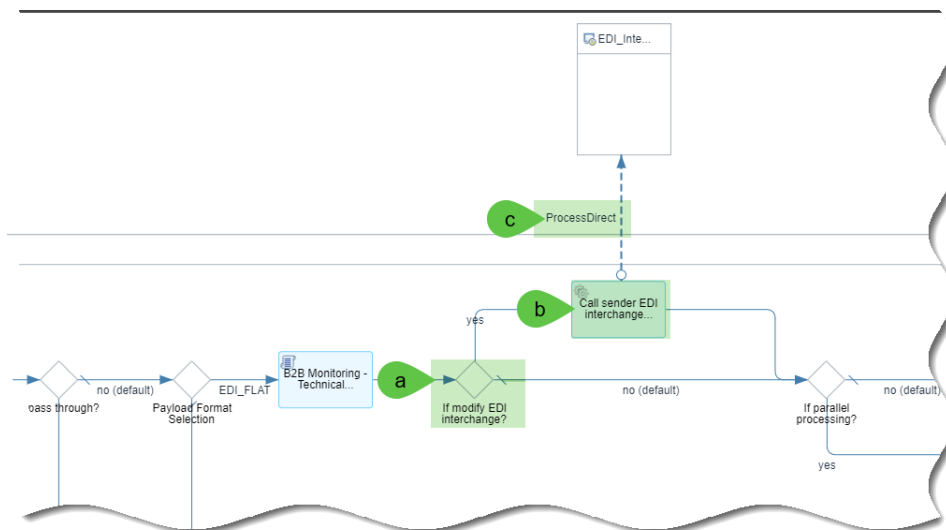 EDI_Inte...
c
ProcessDirect
b
Call sender EDI
interchange...
yes
a
B2B Monitoring -
Technical...
no (default)
EDI_FLAT
no (default)
no (default)
pass through?
Payload Format
Selection
If modify EDI
interchange?
If parallel
processing?
yes